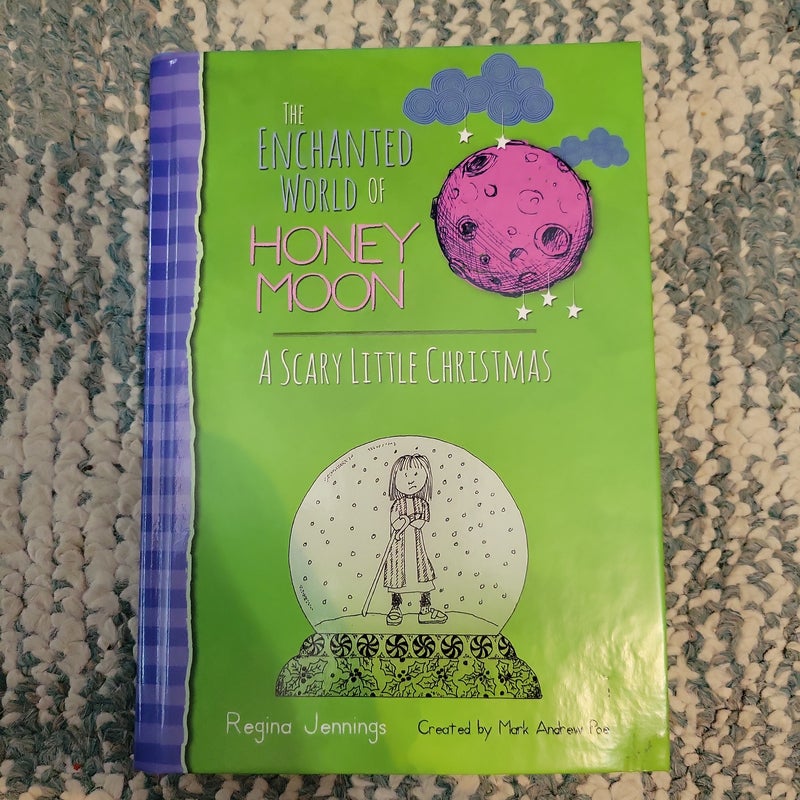 THE
ENCHANTED
WORLD OF
HONEY
MOON
A SCARY LITTLE CHRISTMAS
Regina Jennings Created by Mark Andrew Poe